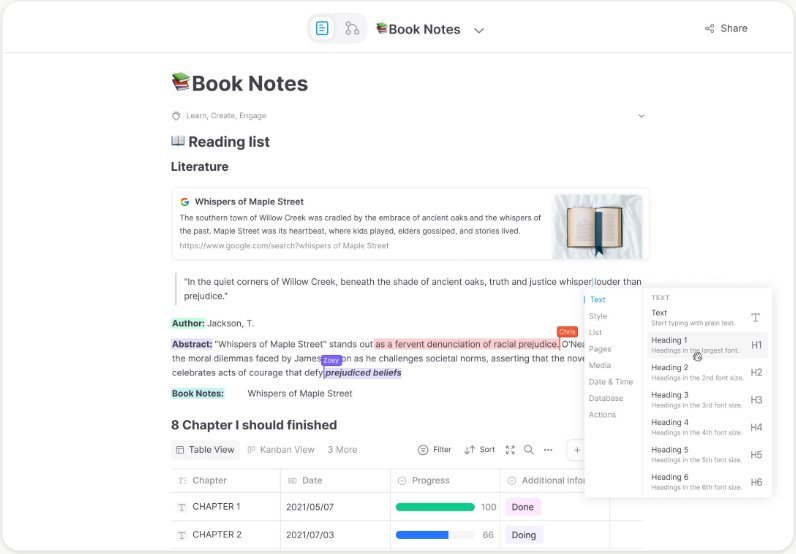 Book Notes
Share
Book Notes
Learn, Create, Engage
Reading list
Literature
Whispers of Maple Street
The southern town of Willow Creek was cradled by the embrace of ancient oaks and the whispers
of the past. Maple Street was its heartbeat, where kids played, elders gossiped, and stories lived.
https://www.google.com/search?whispers of Maple Street
"In the quiet corners of Willow Creek, beneath the shade of ancient oaks, truth and justice whisper louder than
prejudice."
Author: Jackson, T.
Chris
Abstract: "Whispers of Maple Street" stands out as a fervent denunciation of racial prejudice. O'Nea
the moral dilemmas faced by James on as he challenges societal norms, asserting that the nove
Zoey
celebrates acts of courage that defy prejudiced beliefs
Book Notes: Whispers of Maple Street
8 Chapter I should finished
Table View Kanban View 3 More Filter Sort
Chapter Date Progress Additional infor
CHAPTER 1 2021/05/07 100 Done
CHAPTER 2 2021/07/03 66 Doing
Text
Style
List
Pages
Media
Date & Time
Database
Actions
TEXT
Text
Start typing with plain text.
T
Heading 1
Headings in the largest font.
H1
Heading 2
Headings in the 2nd font size.
H2
Heading 3
Headings in the 3rd font size.
H3
Heading 4
Headings in the 4th font size.
H4
Heading 5
Headings in the 5th font size.
H5
Heading 6
Headings in the 6th font size.
H6